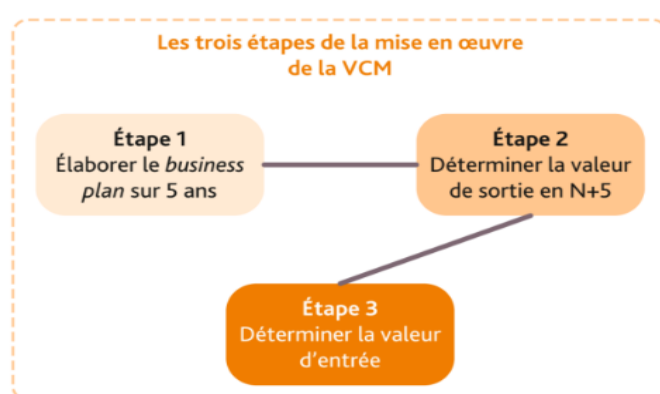 Les trois étapes de la mise en œuvre
de la VCM
Étape 1
Élaborer le business
plan sur 5 ans
Étape 2
Déterminer la valeur
de sortie en N+5
Étape 3
Déterminer la valeur
d'entrée